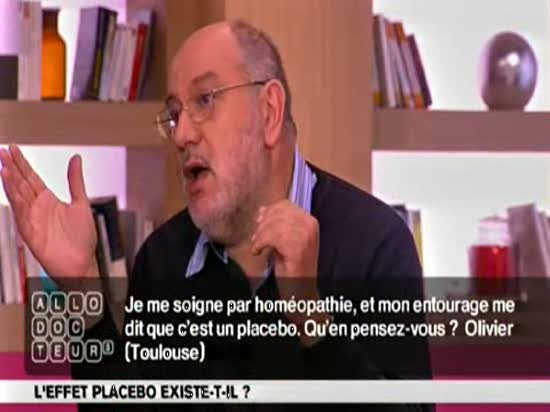 ALLO
DOC
TEURS
Je me soigne par homéopathie, et mon entourage me
dit que c'est un placebo. Qu'en pensez-vous ? Olivier
(Toulouse)
L'EFFET PLACEBO EXISTE-T-IL ?